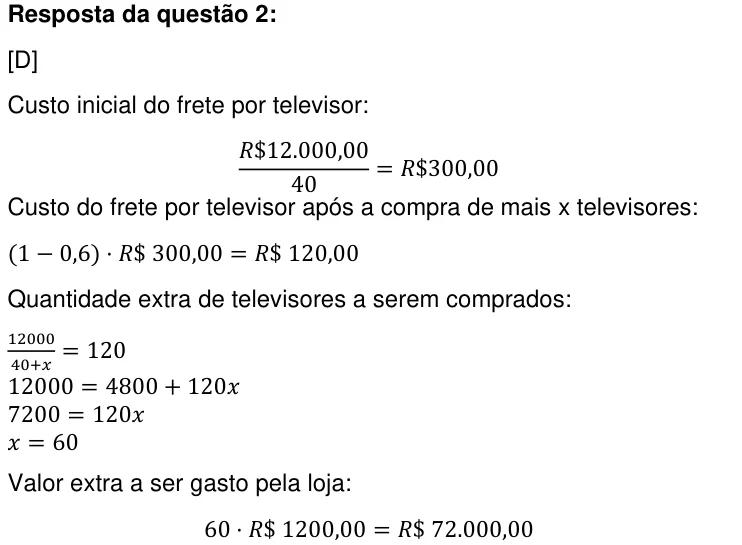 Resposta da questão 2:
[D]
Custo inicial do frete por televisor:
R$12.000,00/40 = R$300,00
Custo do frete por televisor após a compra de mais x televisores:
(1 − 0,6) · R$ 300,00 = R$ 120,00
Quantidade extra de televisores a serem comprados:
12000/40+x = 120
12000 = 4800 + 120x
7200 = 120x
x = 60
Valor extra a ser gasto pela loja:
60 · R$ 1200,00 = R$ 72.000,00